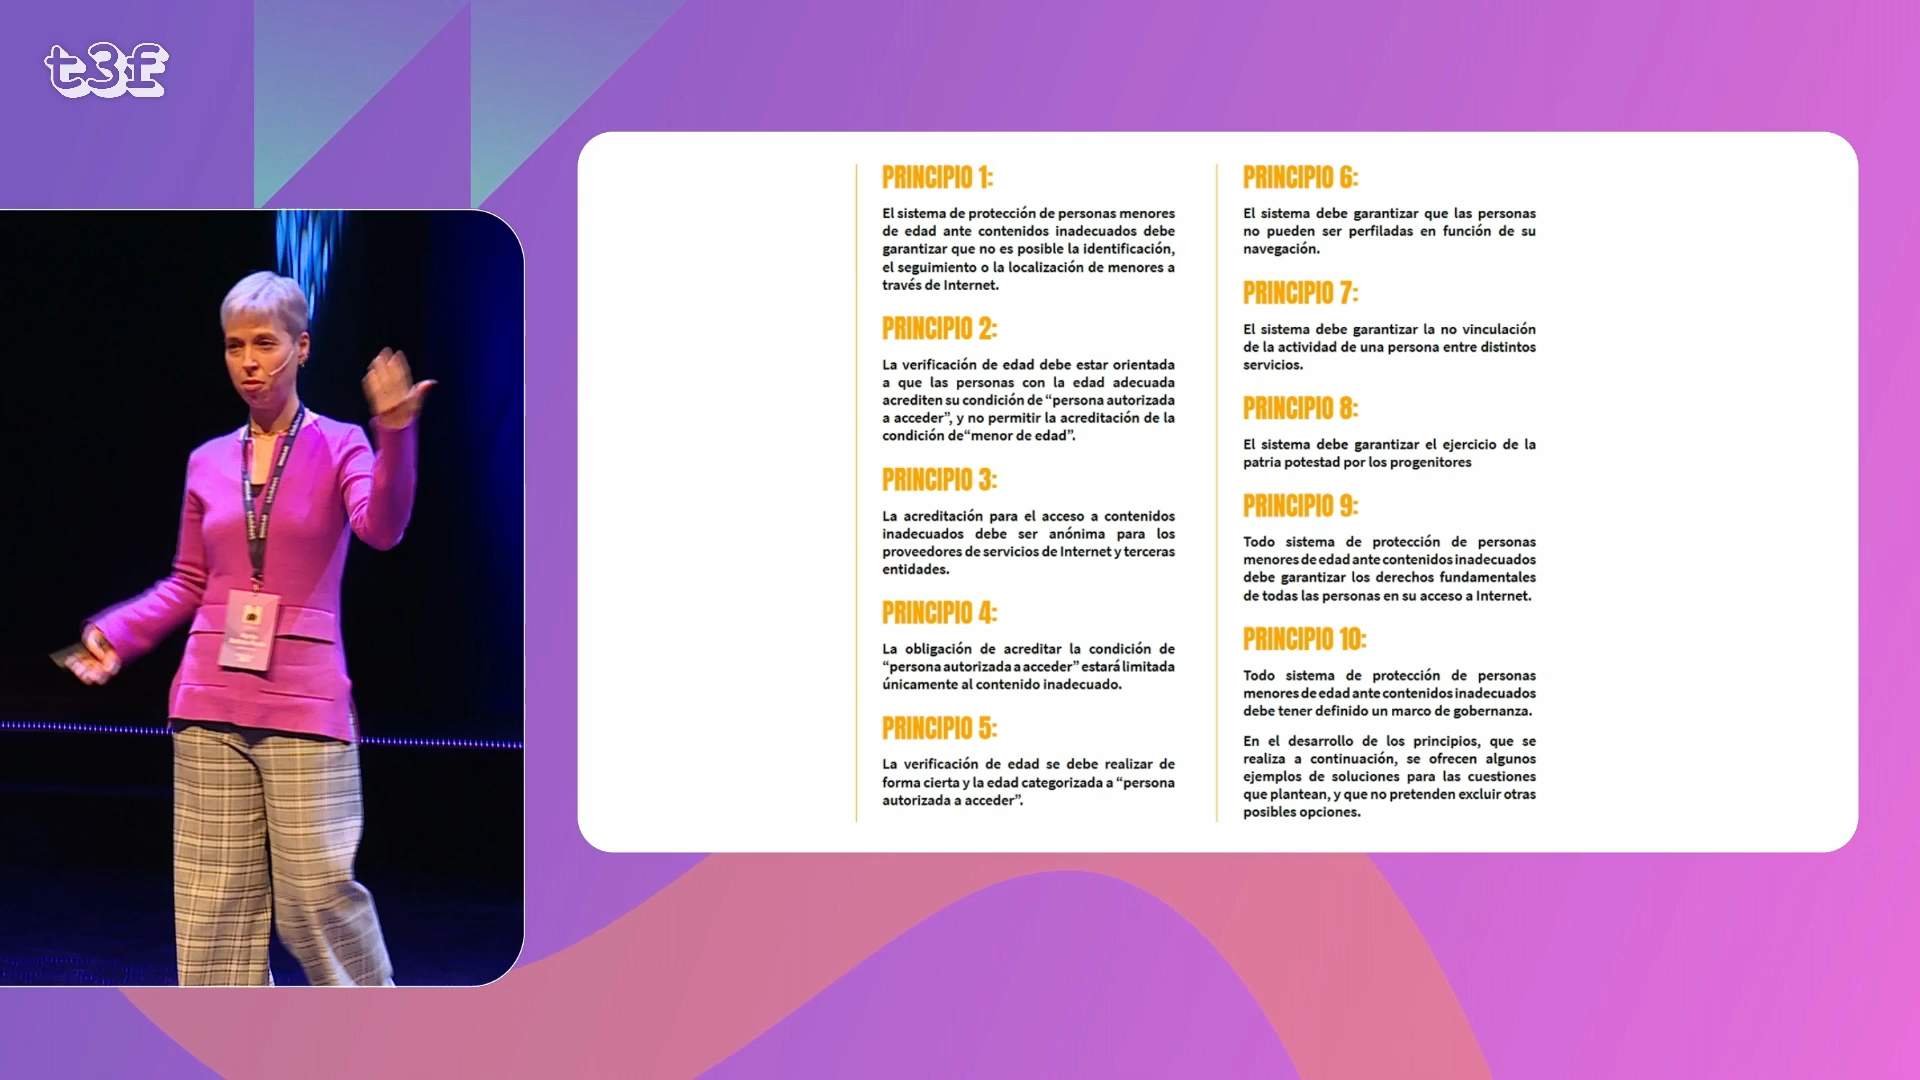 t3f
PRINCIPIO 1:
El sistema de protección de personas menores
de edad ante contenidos inadecuados debe
garantizar que no es posible la identificación,
el seguimiento o la localización de menores a
través de Internet.
PRINCIPIO 2:
La verificación de edad debe estar orientada
a que las personas con la edad adecuada
acrediten su condición de “persona autorizada
a acceder”, y no permitir la acreditación de la
condición de“menor de edad”.
PRINCIPIO 3:
La acreditación para el acceso a contenidos
inadecuados debe ser anónima para los
proveedores de servicios de Internet y terceras
entidades.
PRINCIPIO 4:
La obligación de acreditar la condición de
“persona autorizada a acceder” estará limitada
únicamente al contenido inadecuado.
PRINCIPIO 5:
La verificación de edad se debe realizar de
forma cierta y la edad categorizada a “persona
autorizada a acceder”.
PRINCIPIO 6:
El sistema debe garantizar que las personas
no pueden ser perfiladas en función de su
navegación.
PRINCIPIO 7:
El sistema debe garantizar la no vinculación
de la actividad de una persona entre distintos
servicios.
PRINCIPIO 8:
El sistema debe garantizar el ejercicio de la
patria potestad por los progenitores
PRINCIPIO 9:
Todo sistema de protección de personas
menores de edad ante contenidos inadecuados
debe garantizar los derechos fundamentales
de todas las personas en su acceso a Internet.
PRINCIPIO 10:
Todo sistema de protección de personas
menores de edad ante contenidos inadecuados
debe tener definido un marco de gobernanza.
En el desarrollo de los principios, que se
realiza a continuación, se ofrecen algunos
ejemplos de soluciones para las cuestiones
que plantean, y que no pretenden excluir otras
posibles opciones.